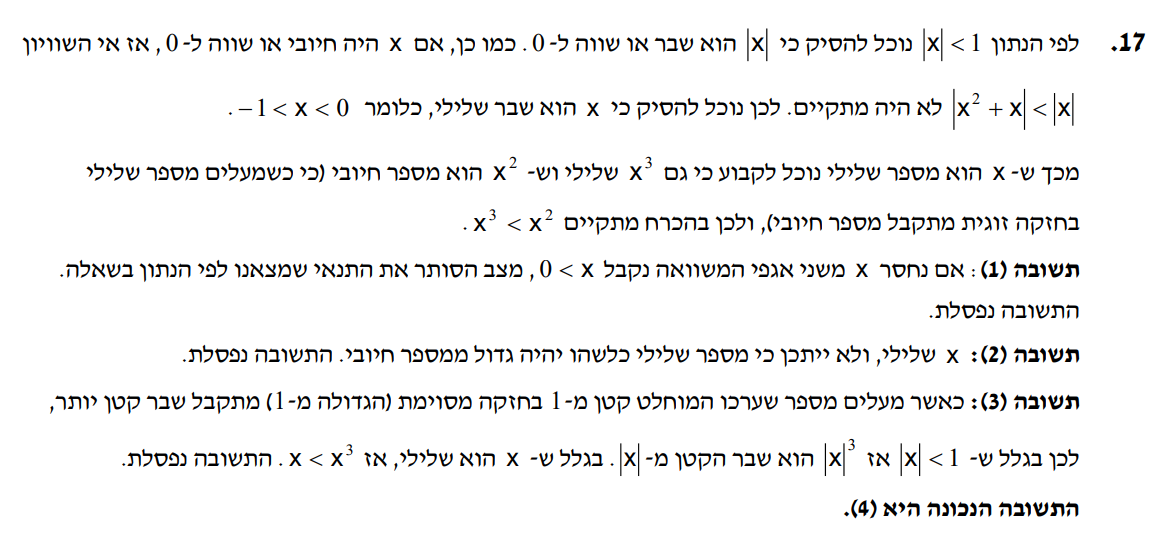 17. לפי הנתון |x| < 1 נוכל להסיק כי |x| הוא שבר או שווה ל-0. כמו כן, אם x היה חיובי או שווה ל-0, אז אי השוויון
|x² + x| < |x| לא היה מתקיים. לכן נוכל להסיק כי x הוא שבר שלילי, כלומר −1 < x < 0.
מכך ש-x הוא מספר שלילי נוכל לקבוע כי גם x³ שלילי וש-x² הוא מספר חיובי (כי כשמעלים מספר שלילי
בחזקה זוגית מתקבל מספר חיובי), ולכן בהכרח מתקיים x³ < x².
תשובה (1): אם נחסר x משני אגפי המשוואה נקבל 0 < x, מצב הסותר את התנאי שמצאנו לפי הנתון בשאלה.
התשובה נפסלת.
תשובה (2): x שלילי, ולא ייתכן כי מספר שלילי כלשהו יהיה גדול ממספר חיובי. התשובה נפסלת.
תשובה (3): כאשר מעלים מספר שערכו המוחלט קטן מ-1 בחזקה מסוימת (הגדולה מ-1) מתקבל שבר קטן יותר,
לכן בגלל ש- |x| < 1 אז |x|³ הוא שבר הקטן מ-|x|. בגלל ש- x הוא שלילי, אז x < x³. התשובה נפסלת.
התשובה הנכונה היא (4).